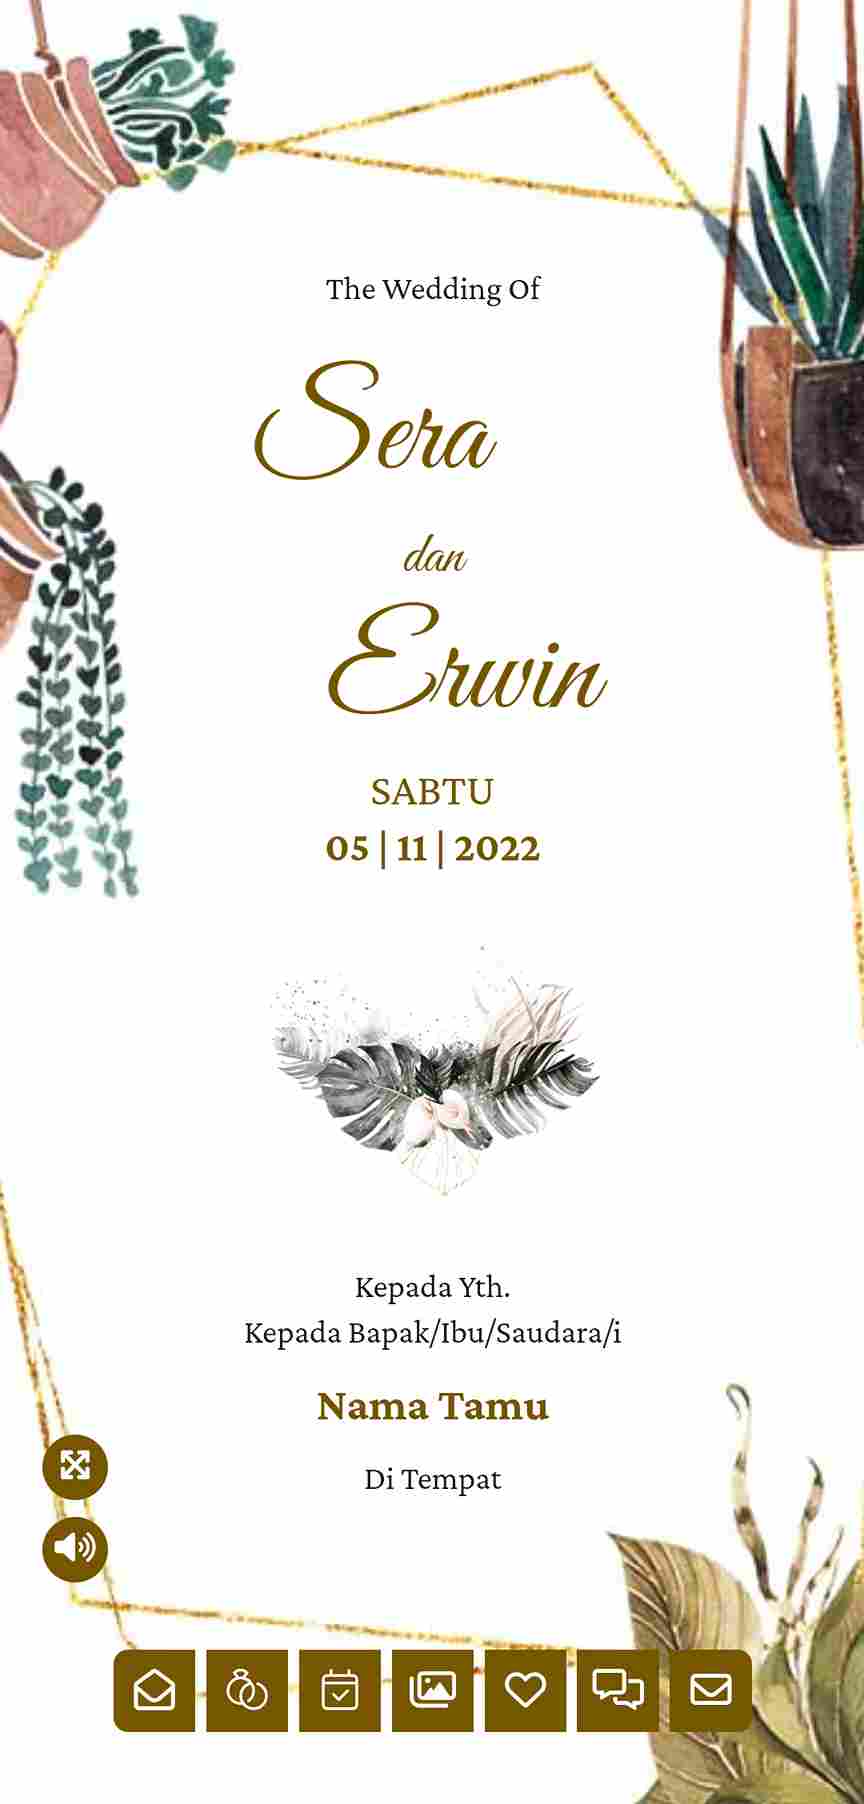 The Wedding Of
Sera
dan
Erwin
SABTU
05 | 11 | 2022
Kepada Yth.
Kepada Bapak/Ibu/Saudara/i
Nama Tamu
Di Tempat